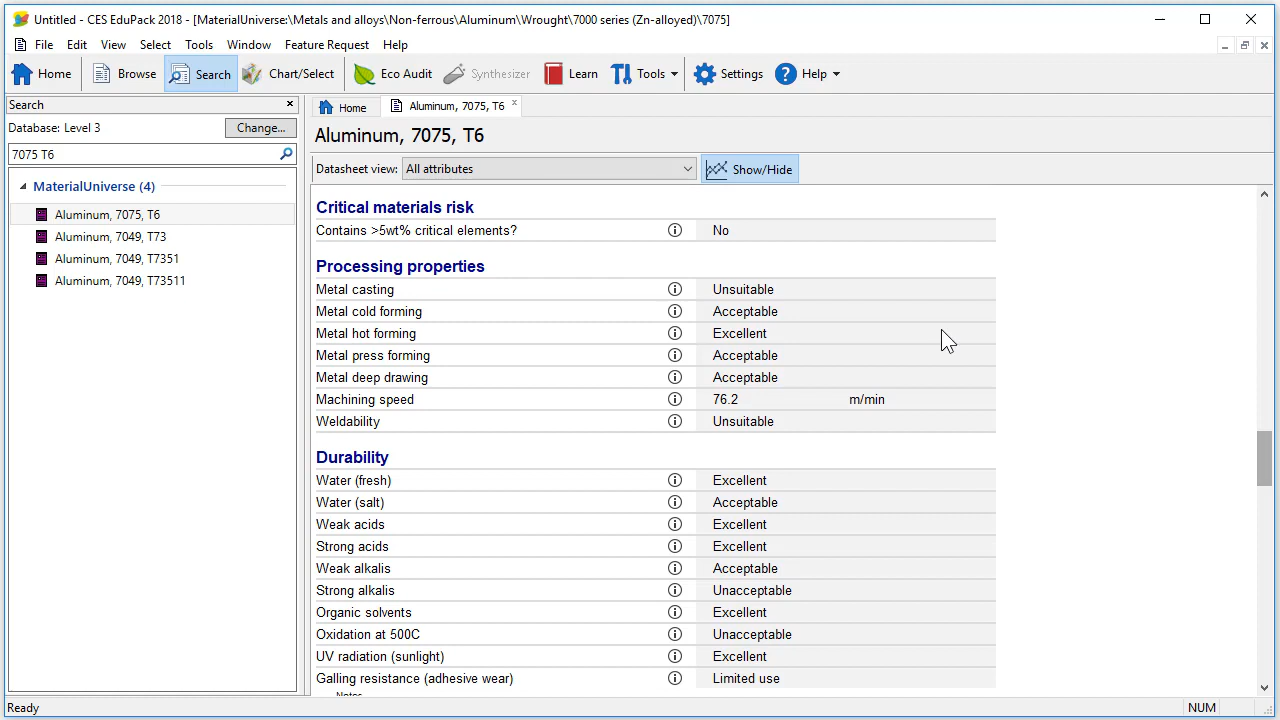 Untitled - CES EduPack 2018 - [MaterialUniverse:\Metals and alloys\Non-ferrous\Aluminum\Wrought\7000 series (Zn-alloyed)\7075]
File Edit View Select Tools Window Feature Request Help
Home Browse Search Chart/Select Eco Audit Synthesizer Learn Tools Settings Help
Search
Home Aluminum, 7075, T6
Database: Level 3 Change...
Aluminum, 7075, T6
7075 T6
Datasheet view: All attributes Show/Hide
MaterialUniverse (4)
Aluminum, 7075, T6
Aluminum, 7049, T73
Aluminum, 7049, T7351
Aluminum, 7049, T73511
Critical materials risk
Contains >5wt% critical elements? No
Processing properties
Metal casting Unsuitable
Metal cold forming Acceptable
Metal hot forming Excellent
Metal press forming Acceptable
Metal deep drawing Acceptable
Machining speed 76.2 m/min
Weldability Unsuitable
Durability
Water (fresh) Excellent
Water (salt) Acceptable
Weak acids Excellent
Strong acids Excellent
Weak alkalis Acceptable
Strong alkalis Unacceptable
Organic solvents Excellent
Oxidation at 500C Unacceptable
UV radiation (sunlight) Excellent
Galling resistance (adhesive wear) Limited use
Notes
Ready NUM